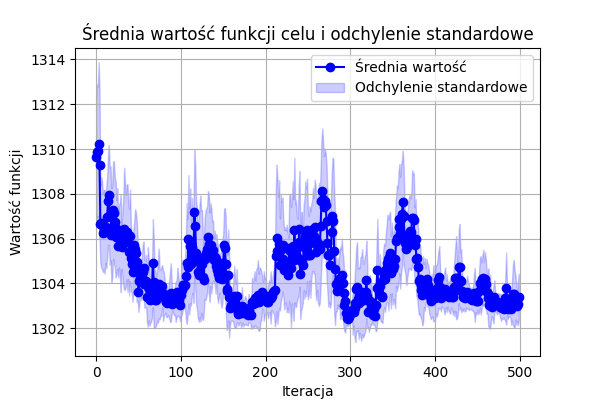 Średnia wartość funkcji celu i odchylenie standardowe
Średnia wartość
Odchylenie standardowe
Wartość funkcji
1314
1312
1310
1308
1306
1304
1302
0 100 200 300 400 500
Iteracja